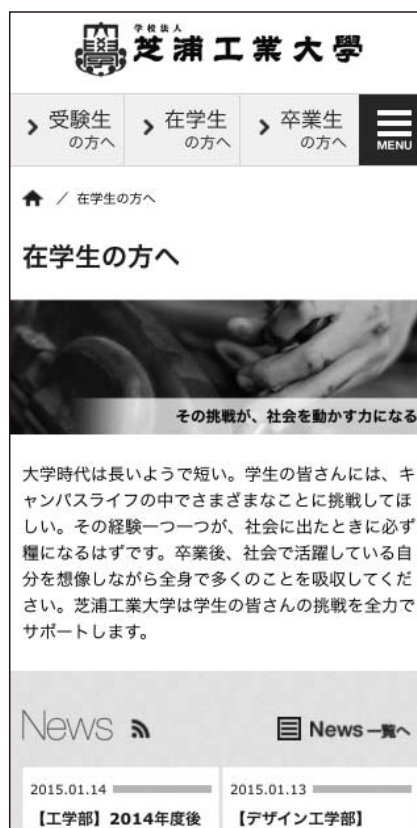 学校法人
芝浦工業大學
受験生
の方へ
在学生
の方へ
卒業生
の方へ
MENU
/ 在学生の方へ
在学生の方へ
その挑戦が、社会を動かす力になる
大学時代は長いようで短い。学生の皆さんには、キ
ャンパスライフの中でさまざまなことに挑戦してほ
しい。その経験一つ一つが、社会に出たときに必ず
糧になるはずです。卒業後、社会で活躍している自
分を想像しながら全身で多くのことを吸収してくだ
さい。芝浦工業大学は学生の皆さんの挑戦を全力で
サポートします。
News
News 一覧へ
2015.01.14
【工学部】2014年度後
2015.01.13
【デザイン工学部】